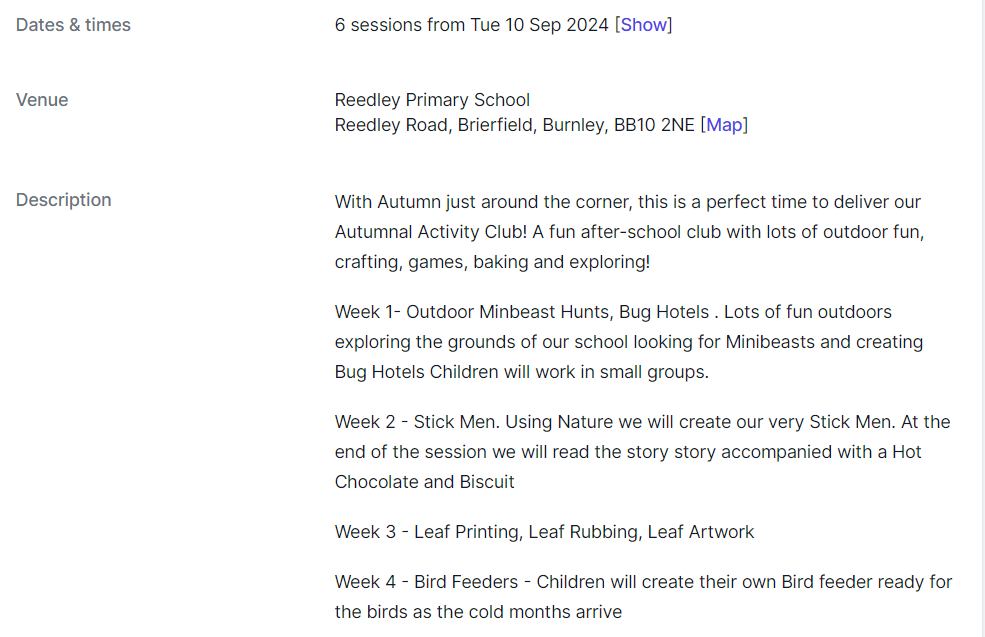 Dates & times
6 sessions from Tue 10 Sep 2024 [Show]
Venue
Reedley Primary School
Reedley Road, Brierfield, Burnley, BB10 2NE [Map]
Description
With Autumn just around the corner, this is a perfect time to deliver our
Autumnal Activity Club! A fun after-school club with lots of outdoor fun,
crafting, games, baking and exploring!
Week 1- Outdoor Minbeast Hunts, Bug Hotels . Lots of fun outdoors
exploring the grounds of our school looking for Minibeasts and creating
Bug Hotels Children will work in small groups.
Week 2 - Stick Men. Using Nature we will create our very Stick Men. At the
end of the session we will read the story story accompanied with a Hot
Chocolate and Biscuit
Week 3 - Leaf Printing, Leaf Rubbing, Leaf Artwork
Week 4 - Bird Feeders - Children will create their own Bird feeder ready for
the birds as the cold months arrive